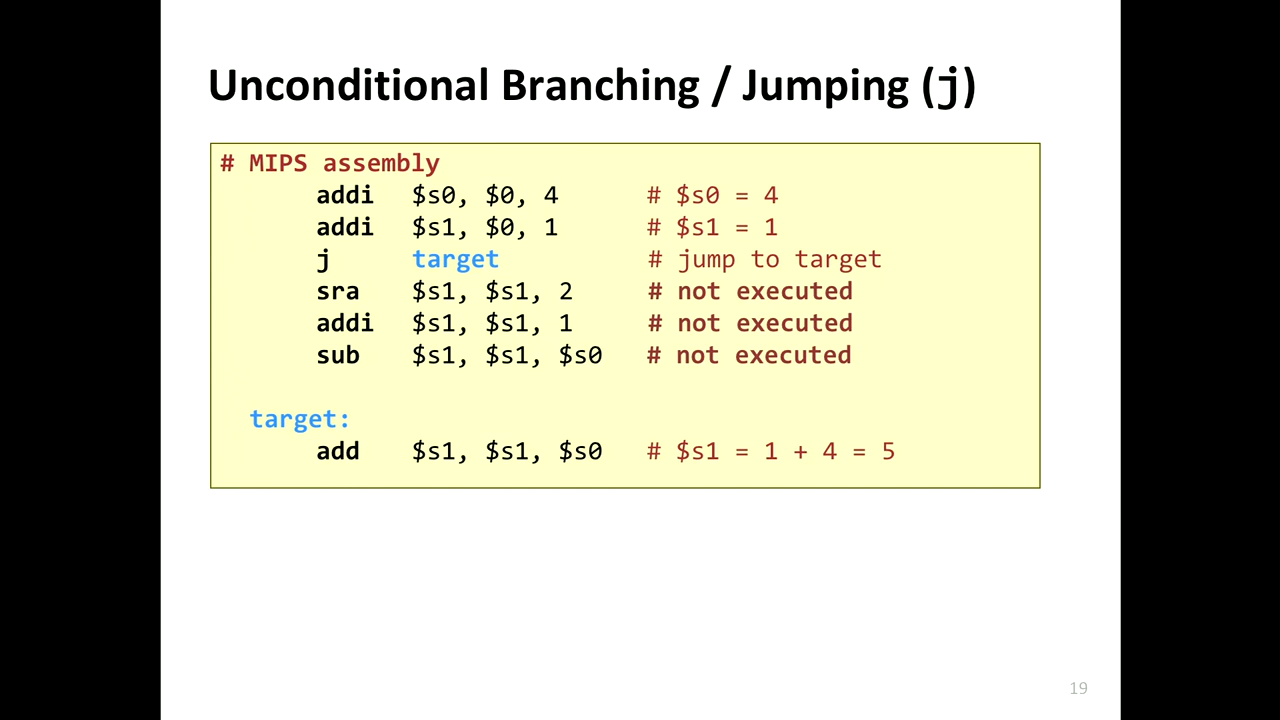 Unconditional Branching / Jumping (j)
# MIPS assembly
addi $s0, $0, 4 # $s0 = 4
addi $s1, $0, 1 # $s1 = 1
j target # jump to target
sra $s1, $s1, 2 # not executed
addi $s1, $s1, 1 # not executed
sub $s1, $s1, $s0 # not executed
target:
add $s1, $s1, $s0 # $s1 = 1 + 4 = 5
19